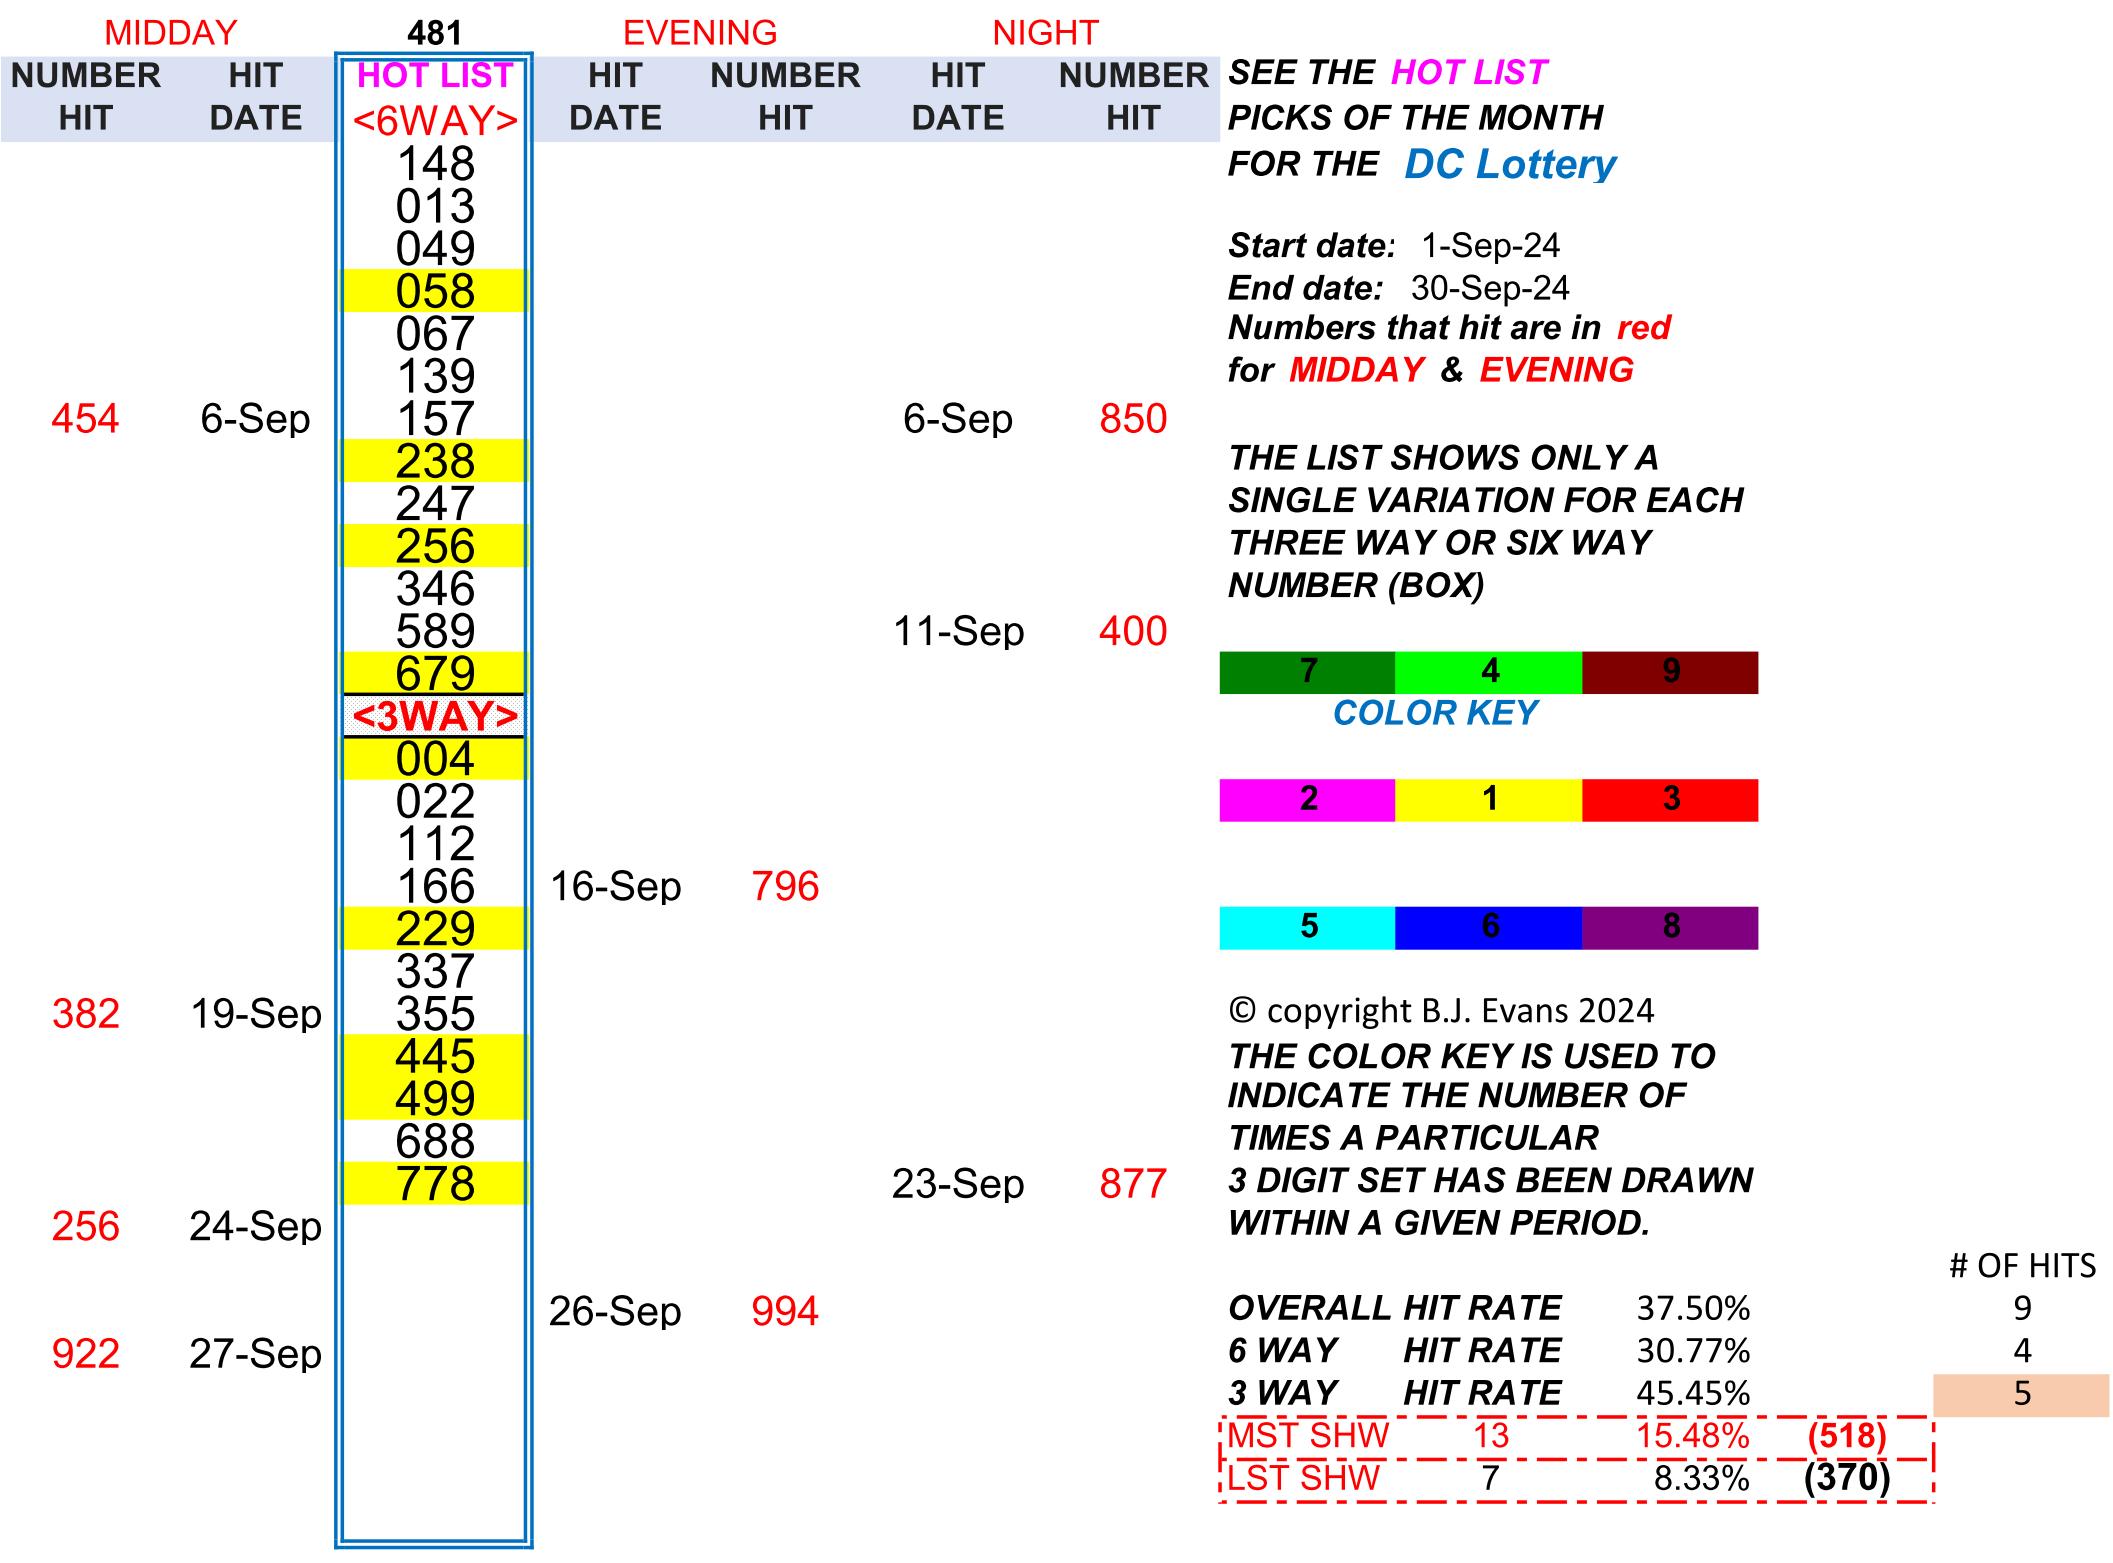 MIDDAY 481 EVENING NIGHT
NUMBER HIT HOT LIST HIT NUMBER HIT NUMBER SEE THE HOT LIST
HIT DATE <6WAY> DATE HIT DATE HIT PICKS OF THE MONTH
148 FOR THE DC Lottery
013
049 Start date: 1-Sep-24
058 End date: 30-Sep-24
067 Numbers that hit are in red
139 for MIDDAY & EVENING
454 6-Sep 157 6-Sep 850
238 THE LIST SHOWS ONLY A
247 SINGLE VARIATION FOR EACH
256 THREE WAY OR SIX WAY
346 NUMBER (BOX)
589 11-Sep 400
679 7 4 9
<3WAY> COLOR KEY
004
022 2 1 3
112
166 16-Sep 796
229 5 6 8
337
382 19-Sep 355 © copyright B.J. Evans 2024
445 THE COLOR KEY IS USED TO
499 INDICATE THE NUMBER OF
688 TIMES A PARTICULAR
778 23-Sep 877 3 DIGIT SET HAS BEEN DRAWN
256 24-Sep WITHIN A GIVEN PERIOD.
# OF HITS
26-Sep 994 OVERALL HIT RATE 37.50% 9
922 27-Sep 6 WAY HIT RATE 30.77% 4
3 WAY HIT RATE 45.45% 5
MST SHW 13 15.48% (518)
LST SHW 7 8.33% (370)